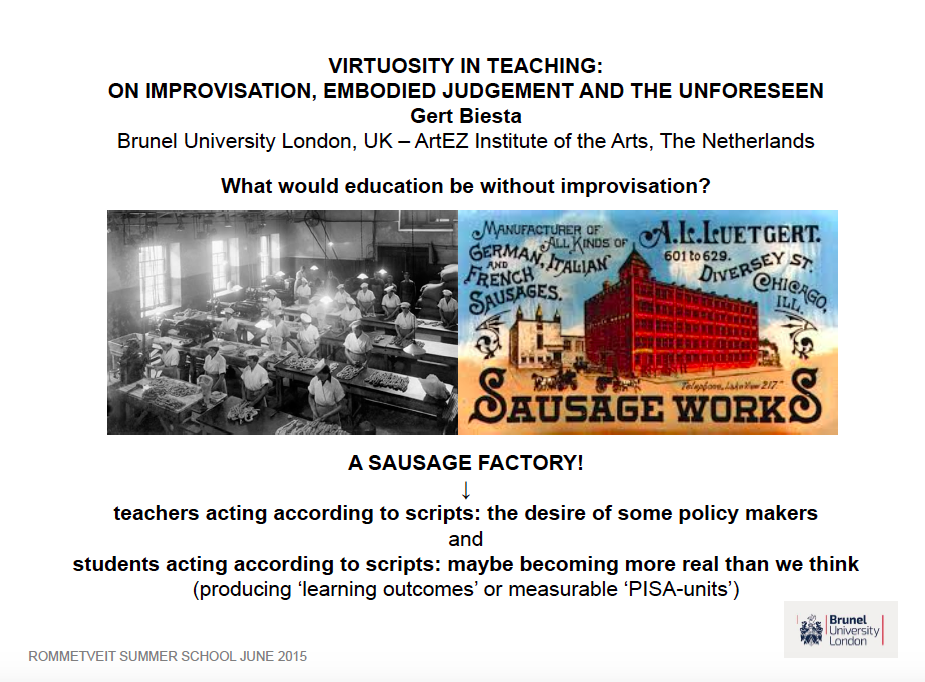 VIRTUOSITY IN TEACHING:
ON IMPROVISATION, EMBODIED JUDGEMENT AND THE UNFORESEEN
Gert Biesta
Brunel University London, UK – ArtEZ Institute of the Arts, The Netherlands
What would education be without improvisation?
MANUFACTURER OF
ALL KINDS OF
GERMAN, ITALIAN
AND
FRENCH
SAUSAGES.
A.L. LUETGERT.
601 to 629.
DIVERSEY ST.
CHICAGO,
ILL.
Telephone, Lake View 217
SAUSAGE WORKS
A SAUSAGE FACTORY!
↓
teachers acting according to scripts: the desire of some policy makers
and
students acting according to scripts: maybe becoming more real than we think
(producing ‘learning outcomes’ or measurable ‘PISA-units’)
Brunel
University
London
ROMMETVEIT SUMMER SCHOOL JUNE 2015